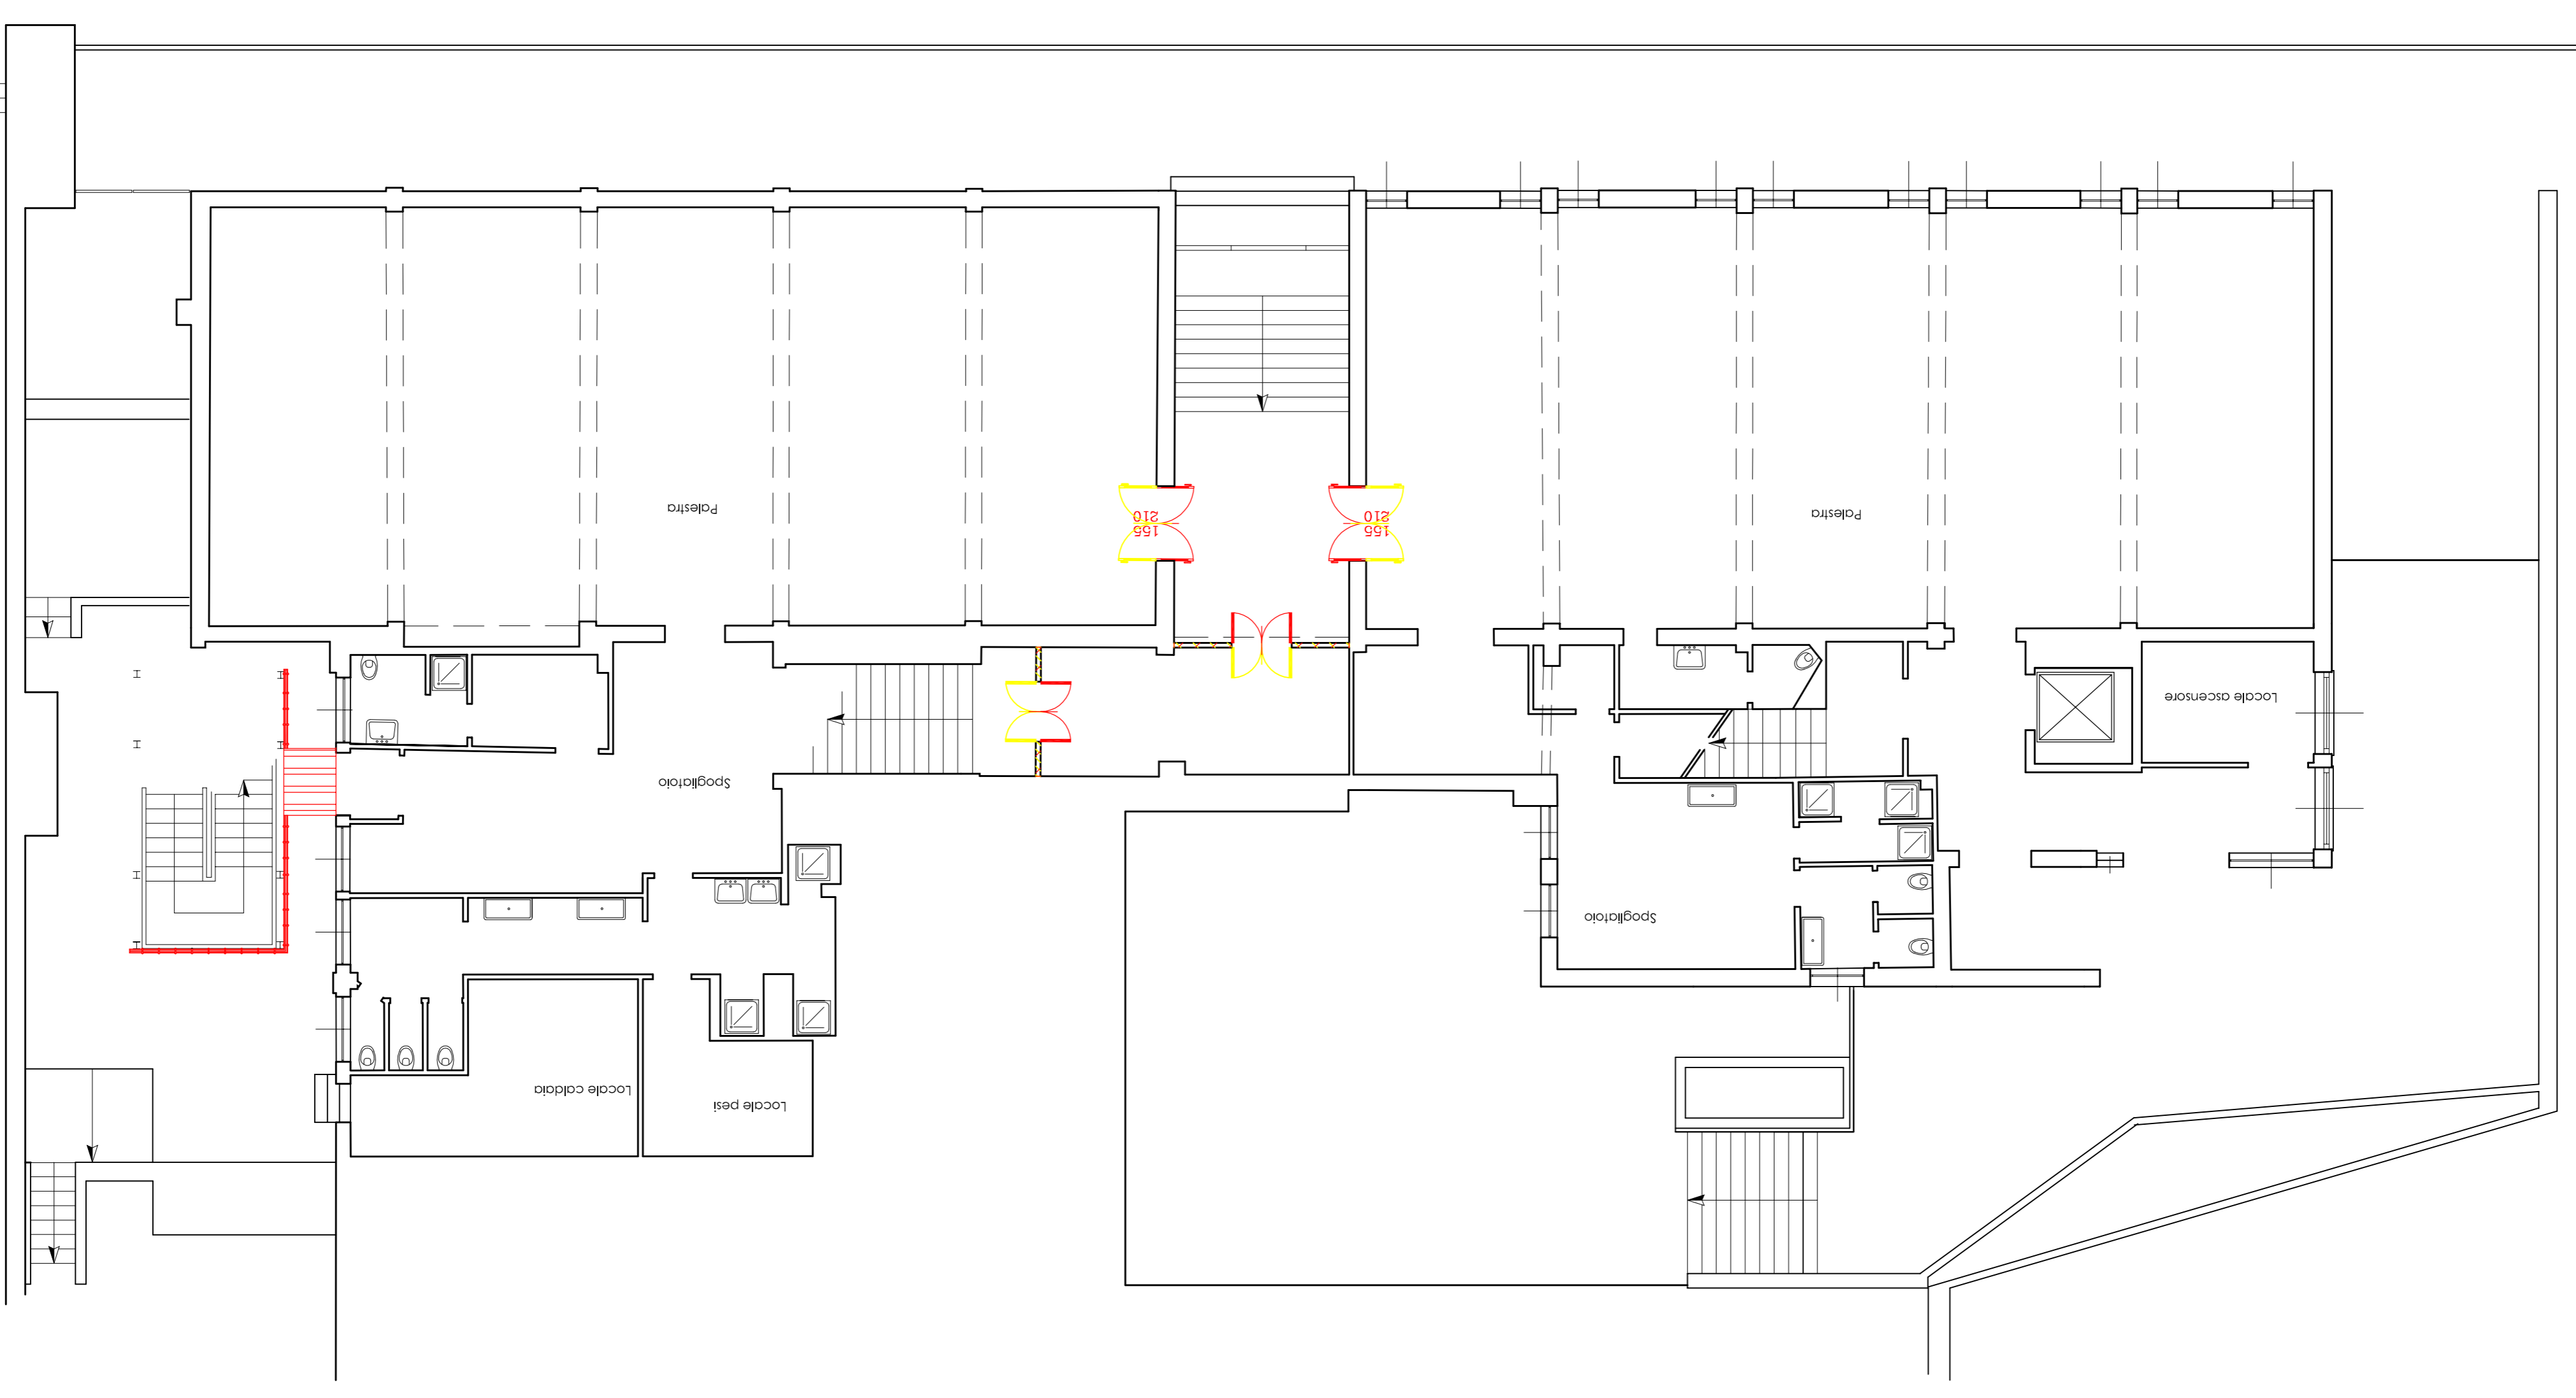 Locale pesi
Locale caldaia
Spogliatoio
Spogliatoio
Locale ascensore
155
210
155
210
Palestra
Palestra